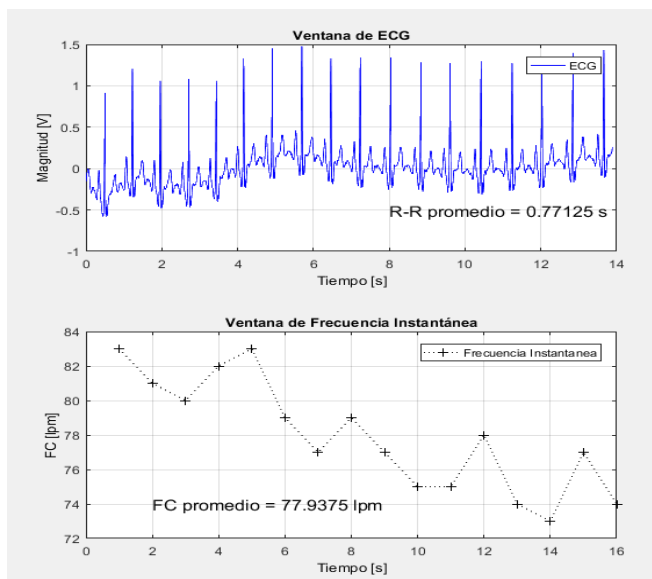 Ventana de ECG
1.5
1
0.5
0
-0.5
-1
Magnitud [V]
ECG
R-R promedio = 0.77125 s
0 2 4 6 8 10 12 14
Tiempo [s]
Ventana de Frecuencia Instantánea
84
82
80
78
76
74
72
FC [lpm]
Frecuencia Instantanea
FC promedio = 77.9375 lpm
0 2 4 6 8 10 12 14 16
Tiempo [s]